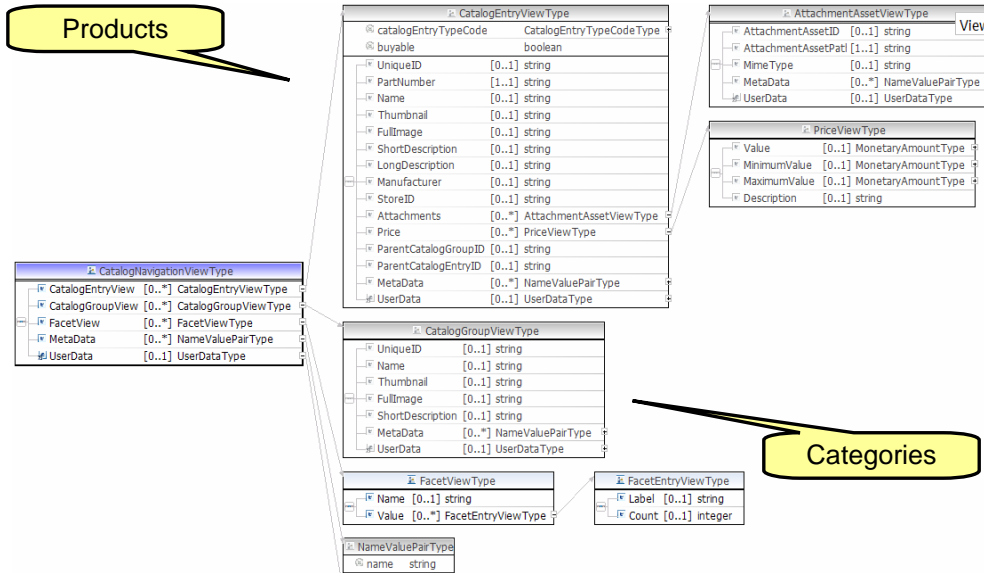 Products
CatalogEntryViewType
catalogEntryTypeCode CatalogEntryTypeCodeType
buyable boolean
UniqueID [0..1] string
PartNumber [1..1] string
Name [0..1] string
Thumbnail [0..1] string
FullImage [0..1] string
ShortDescription [0..1] string
LongDescription [0..1] string
Manufacturer [0..1] string
StoreID [0..1] string
Attachments [0..*] AttachmentAssetViewType
Price [0..*] PriceViewType
ParentCatalogGroupID [0..1] string
ParentCatalogEntryID [0..1] string
MetaData [0..*] NameValuePairType
UserData [0..1] UserDataType
AttachmentAssetViewType
View
AttachmentAssetID [0..1] string
AttachmentAssetPatl [1..1] string
MimeType [0..1] string
MetaData [0..*] NameValuePairType
UserData [0..1] UserDataType
PriceViewType
Value [0..1] MonetaryAmountType
MinimumValue [0..1] MonetaryAmountType
MaximumValue [0..1] MonetaryAmountType
Description [0..1] string
CatalogNavigationViewType
CatalogEntryView [0..*] CatalogEntryViewType
CatalogGroupView [0..*] CatalogGroupViewType
FacetView [0..*] FacetViewType
MetaData [0..*] NameValuePairType
UserData [0..1] UserDataType
CatalogGroupViewType
UniqueID [0..1] string
Name [0..1] string
Thumbnail [0..1] string
FullImage [0..1] string
ShortDescription [0..1] string
MetaData [0..*] NameValuePairType
UserData [0..1] UserDataType
Categories
FacetViewType
Name [0..1] string
Value [0..*] FacetEntryViewType
FacetEntryViewType
Label [0..1] string
Count [0..1] integer
NameValuePairType
name string